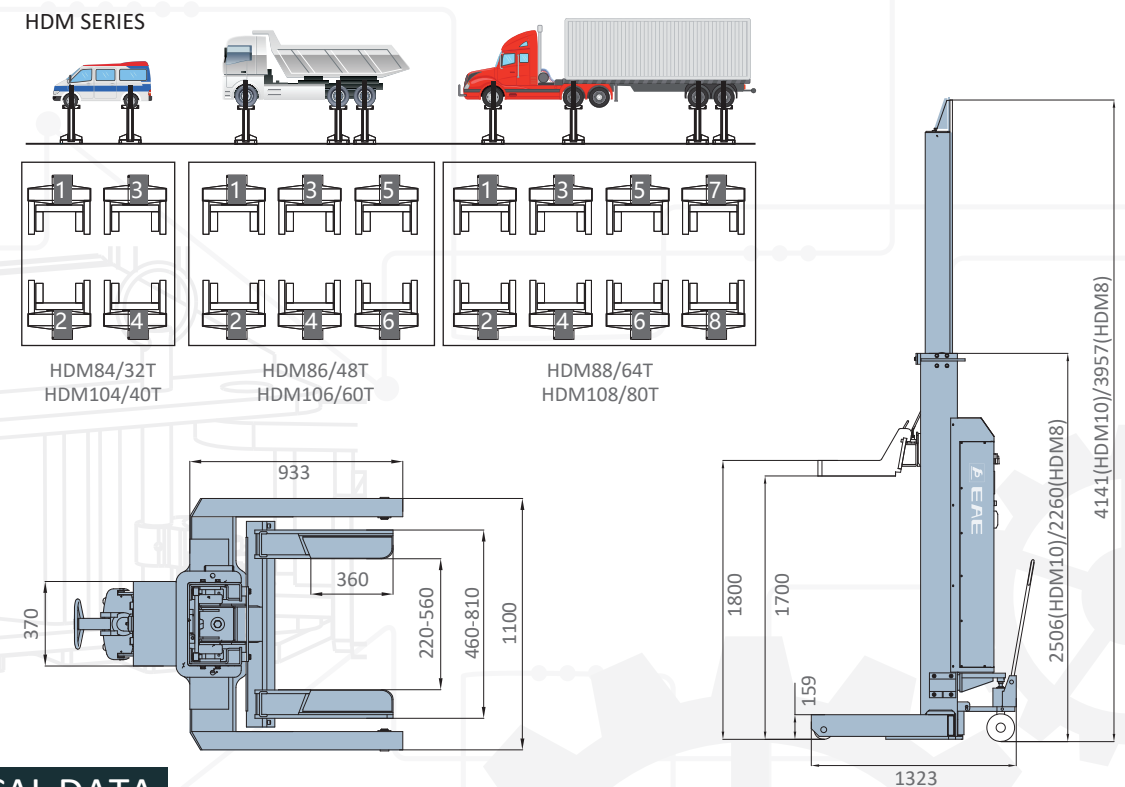 HDM SERIES
1 3
2 4
1 3 5
2 4 6
1 3 5 7
2 4 6 8
HDM84/32T
HDM104/40T
HDM86/48T
HDM106/60T
HDM88/64T
HDM108/80T
933
370
360
220-560
460-810
1100
EAE
1800
1700
159
1323
2506(HDM10)/2260(HDM8)
4141(HDM10)/3957(HDM8)